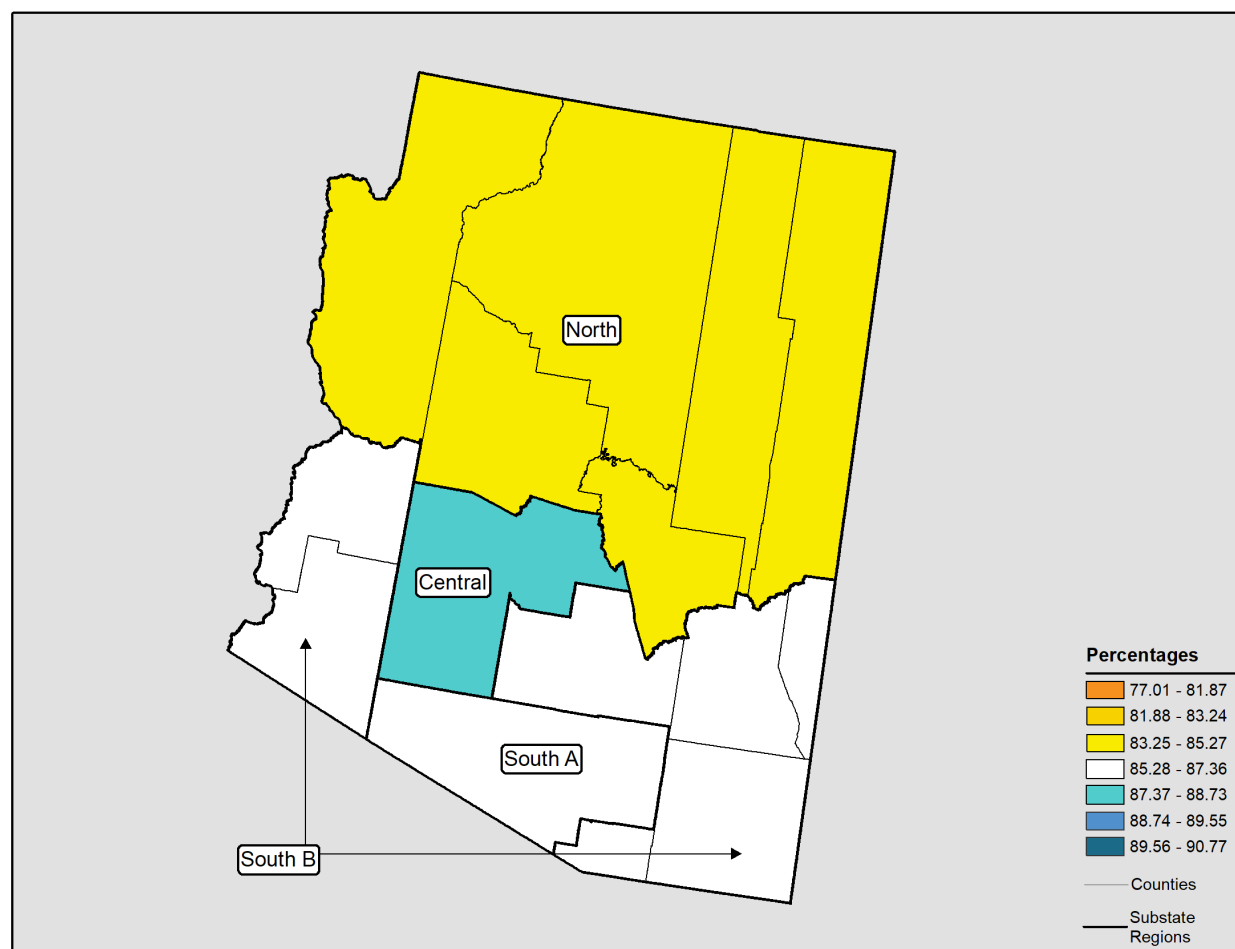 North
Central
South A
South B
Percentages
77.01 - 81.87
81.88 - 83.24
83.25 - 85.27
85.28 - 87.36
87.37 - 88.73
88.74 - 89.55
89.56 - 90.77
Counties
Substate
Regions